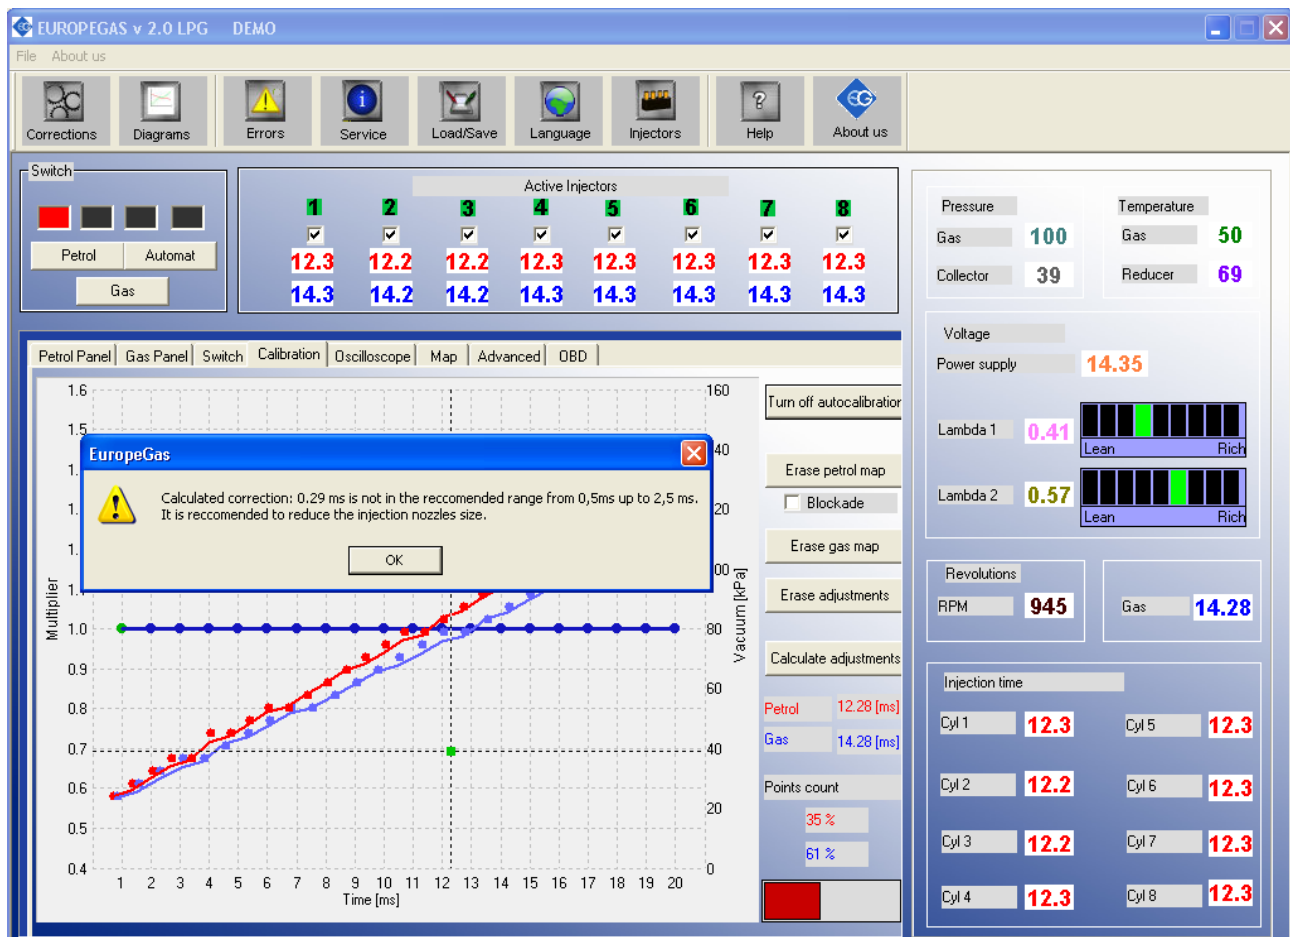 EUROPEGAS v 2.0 LPG DEMO
File About us
Corrections Diagrams Errors Service Load/Save Language Injectors Help About us
Switch
Petrol Automat
Gas
Active Injectors
1 2 3 4 5 6 7 8
12.3 12.2 12.2 12.3 12.3 12.3 12.3 12.3
14.3 14.2 14.2 14.3 14.3 14.3 14.3 14.3
Pressure
Gas 100
Collector 39
Temperature
Gas 50
Reducer 69
Voltage
Power supply 14.35
Lambda 1 0.41
Lean Rich
Lambda 2 0.57
Lean Rich
Revolutions
RPM 945
Gas 14.28
Injection time
Cyl 1 12.3 Cyl 5 12.3
Cyl 2 12.2 Cyl 6 12.3
Cyl 3 12.2 Cyl 7 12.3
Cyl 4 12.3 Cyl 8 12.3
Petrol Panel Gas Panel Switch Calibration Oscilloscope Map Advanced OBD
EuropeGas
Calculated correction: 0.29 ms is not in the reccomended range from 0,5ms up to 2,5 ms.
It is reccomended to reduce the injection nozzles size.
OK
Multiplier
1.6
1.5
1.0
0.9
0.8
0.7
0.6
0.5
0.4
1 2 3 4 5 6 7 8 9 10 11 12 13 14 15 16 17 18 19 20
Time [ms]
160
80
60
40
20
0
Vacuum [kPa]
Turn off autocalibration
Erase petrol map
Blockade
Erase gas map
Erase adjustments
Calculate adjustments
Petrol 12.28 [ms]
Gas 14.28 [ms]
Points count
35 %
61 %